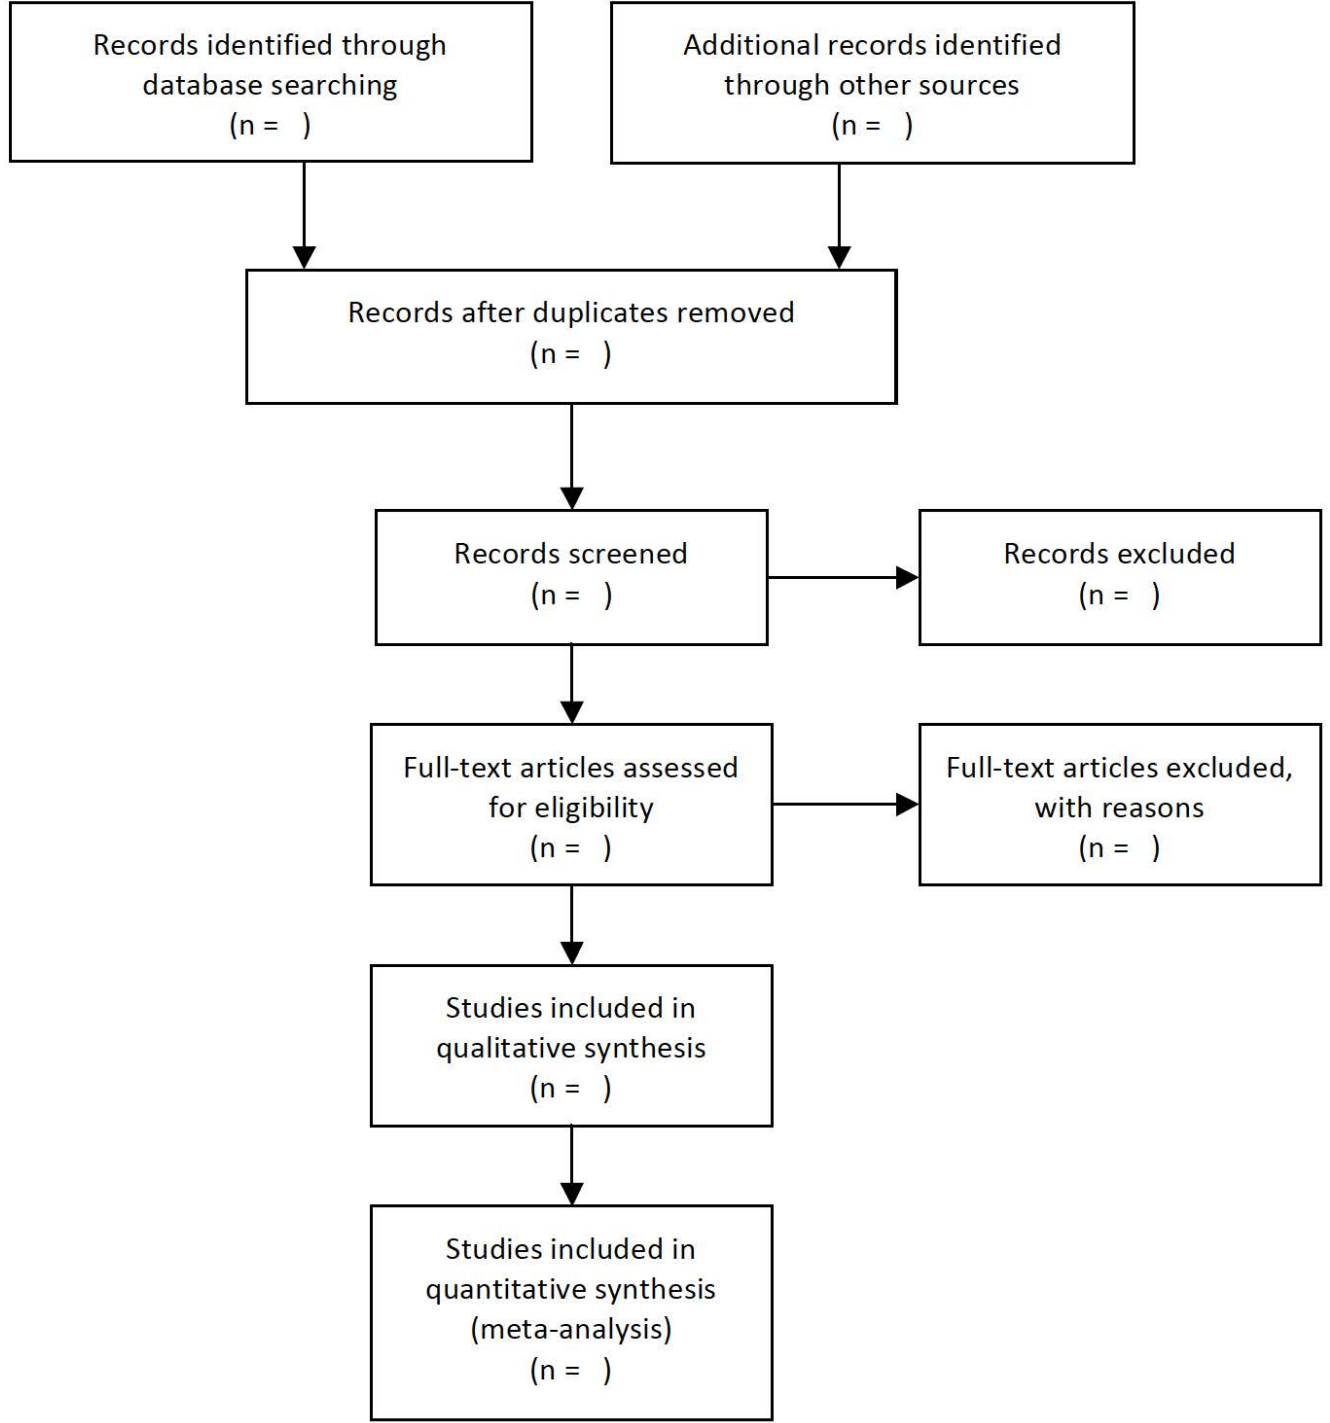 Records identified through
database searching
(n =   )
Additional records identified
through other sources
(n =   )
Records after duplicates removed
(n =   )
Records screened
(n =   )
Records excluded
(n =   )
Full-text articles assessed
for eligibility
(n =   )
Full-text articles excluded,
with reasons
(n =   )
Studies included in
qualitative synthesis
(n =   )
Studies included in
quantitative synthesis
(meta-analysis)
(n =   )